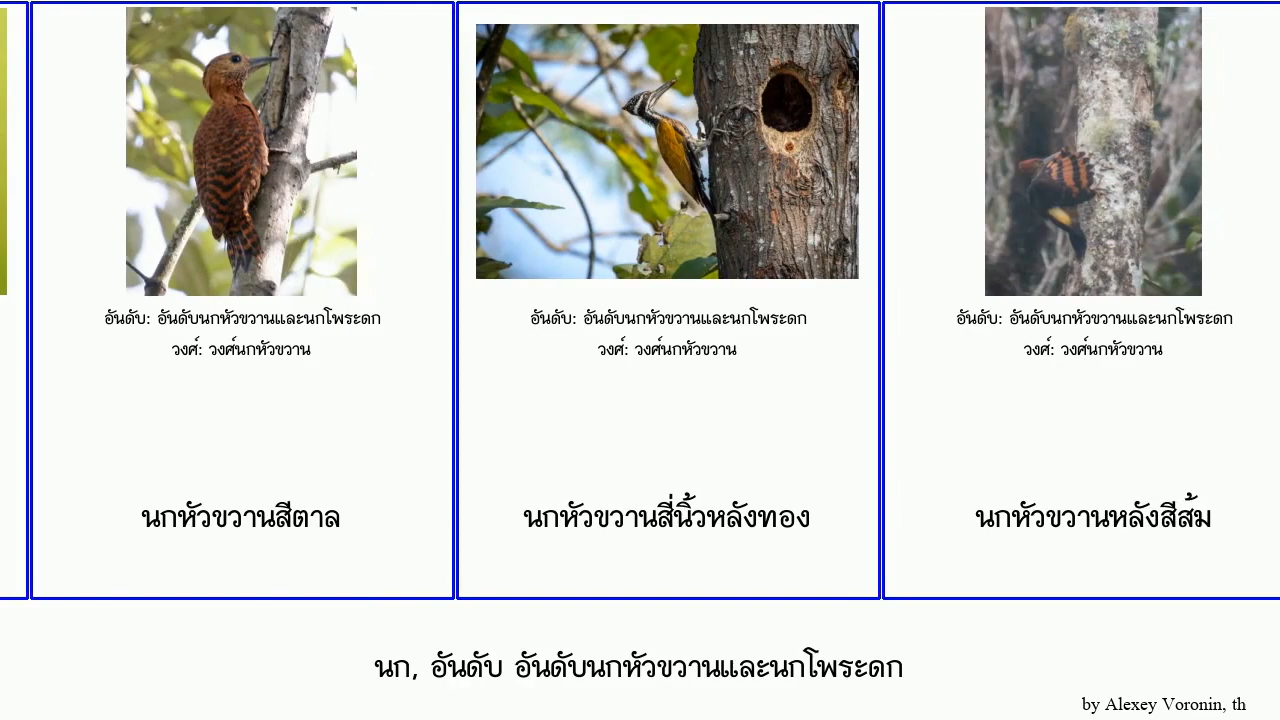 อันดับ: อันดับนกหัวขวานและนกโพระดก
วงศ์: วงศ์นกหัวขวาน
นกหัวขวานสีตาล
อันดับ: อันดับนกหัวขวานและนกโพระดก
วงศ์: วงศ์นกหัวขวาน
นกหัวขวานสี่นิ้วหลังทอง
อันดับ: อันดับนกหัวขวานและนกโพระดก
วงศ์: วงศ์นกหัวขวาน
นกหัวขวานหลังสีส้ม
นก, อันดับ อันดับนกหัวขวานและนกโพระดก
by Alexey Voronin, th